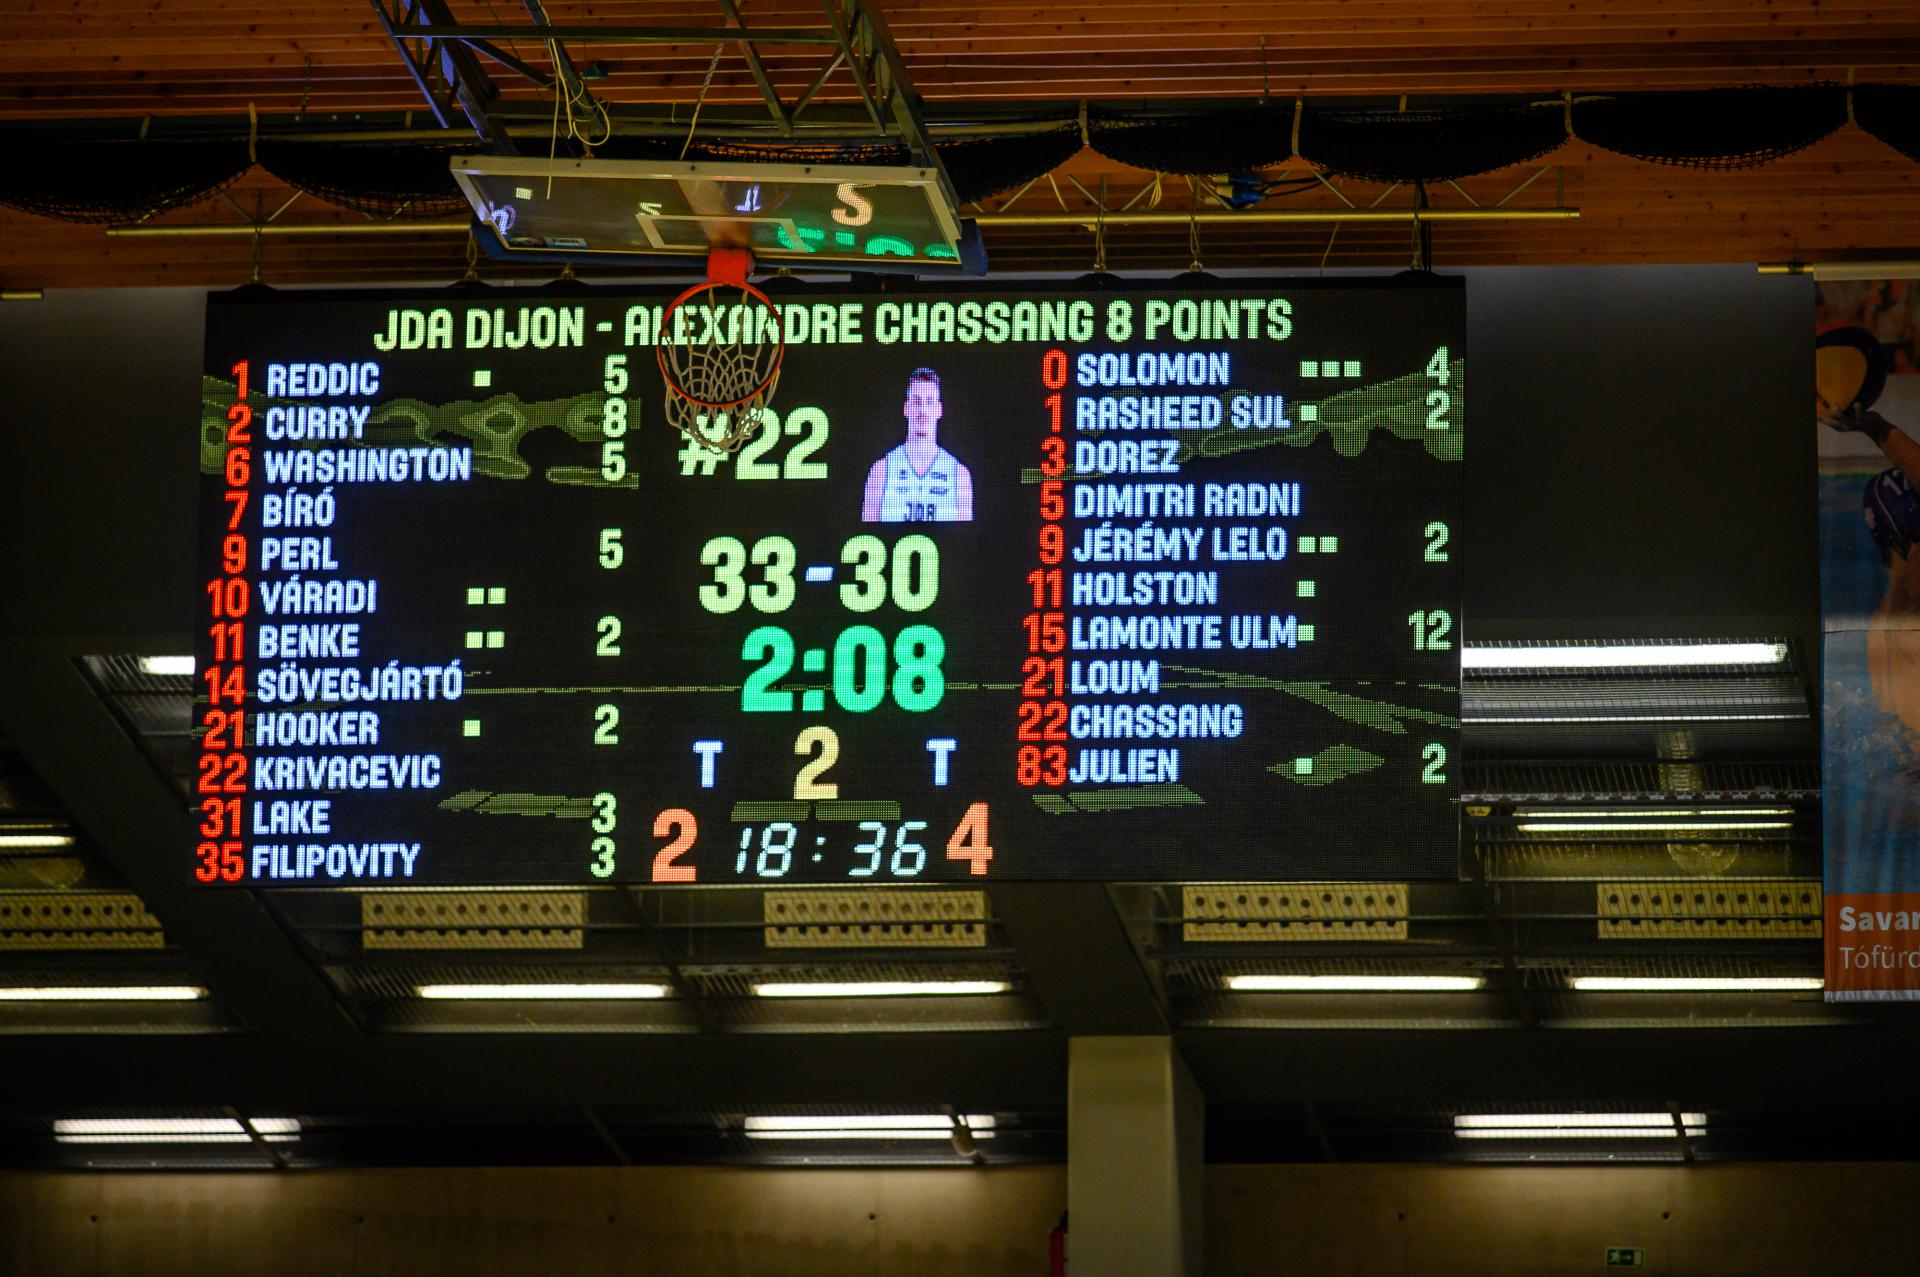 JDA DIJON - ALEXANDRE CHASSANG 8 POINTS
1 REDDIC 5
2 CURRY 8
6 WASHINGTON 5
7 BÍRÓ
9 PERL 5
10 VÁRADI
11 BENKE 2
14 SÖVEGJÁRTÓ
21 HOOKER 2
22 KRIVACEVIC
31 LAKE 3
35 FILIPOVITY 3
#22
JDA
33-30
2:08
T 2 T
2 18:36 4
0 SOLOMON 4
1 RASHEED SUL 2
3 DOREZ
5 DIMITRI RADNI
9 JÉRÉMY LELO 2
11 HOLSTON
15 LAMONTE ULM 12
21 LOUM
22 CHASSANG
83 JULIEN 2
Savar
Tófürd